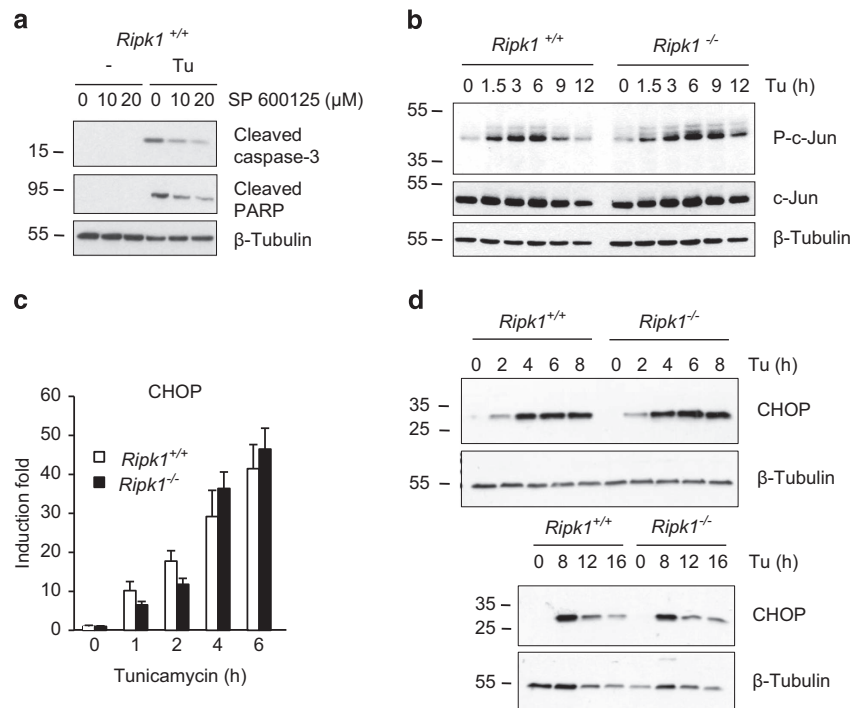 a
Ripk1 +/+
- Tu
0 10 20 0 10 20 SP 600125 (μM)
15 – Cleaved caspase-3
95 – Cleaved PARP
55 – β-Tubulin
b
Ripk1 +/+ Ripk1 -/-
0 1.5 3 6 9 12 0 1.5 3 6 9 12 Tu (h)
55 –
P-c-Jun
35 –
55 –
c-Jun
55 – β-Tubulin
c
CHOP
60
50
40
30
20
10
0
Induction fold
Ripk1+/+
Ripk1-/-
0 1 2 4 6
Tunicamycin (h)
d
Ripk1+/+ Ripk1-/-
0 2 4 6 8 0 2 4 6 8 Tu (h)
35 –
CHOP
25 –
55 – β-Tubulin
Ripk1+/+ Ripk1-/-
0 8 12 16 0 8 12 16 Tu (h)
35 –
CHOP
25 –
55 – β-Tubulin